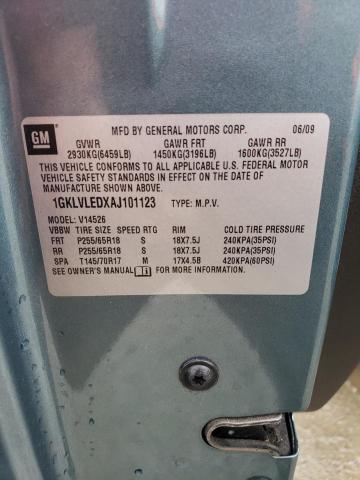 GM
MFD BY GENERAL MOTORS CORP. 06/09
GVWR GAWR FRT GAWR RR
2930KG(6459LB) 1450KG(3196LB) 1600KG(3527LB)
THIS VEHICLE CONFORMS TO ALL APPLICABLE U.S. FEDERAL MOTOR
VEHICLE SAFETY STANDARDS IN EFFECT ON THE DATE OF
MANUFACTURE SHOWN ABOVE.
1GKLVLEDXAJ101123 TYPE: M.P.V.
MODEL: V14526
VBBW TIRE SIZE SPEED RTG RIM COLD TIRE PRESSURE
FRT P255/65R18 S 18X7.5J 240KPA(35PSI)
RR P255/65R18 S 18X7.5J 240KPA(35PSI)
SPA T145/70R17 M 17X4.5B 420KPA(60PSI)
SEE OWNER'S MANUAL FOR MORE INFORMATION.